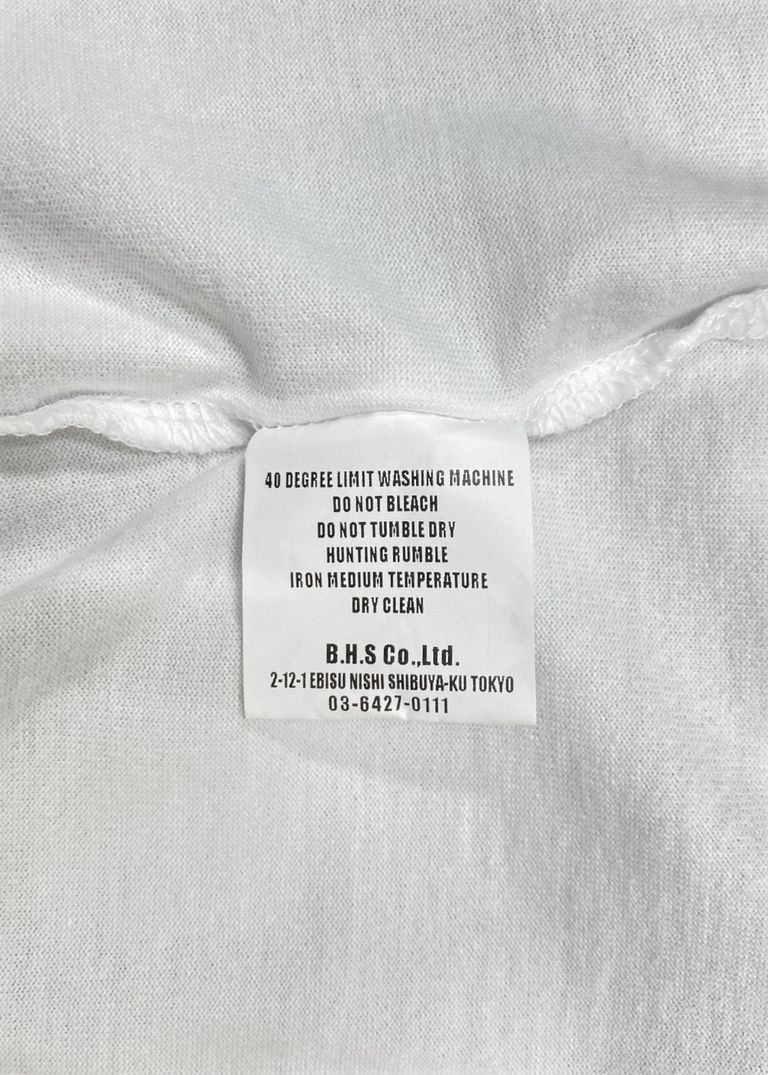 40 DEGREE LIMIT WASHING MACHINE
DO NOT BLEACH
DO NOT TUMBLE DRY
HUNTING RUMBLE
IRON MEDIUM TEMPERATURE
DRY CLEAN
B.H.S Co.,Ltd.
2-12-1 EBISU NISHI SHIBUYA-KU TOKYO
03-6427-0111